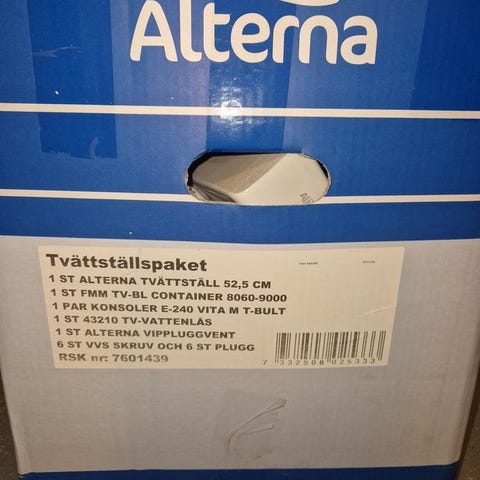 Alterna
Tvättställspaket
1 ST ALTERNA TVÄTTSTÄLL 52,5 CM
1 ST FMM TV-BL CONTAINER 8060-9000
1 PAR KONSOLER E-240 VITA M T-BULT
1 ST 43210 TV-VATTENLÅS
1 ST ALTERNA VIPPLUGGVENT
6 ST VVS SKRUV OCH 6 ST PLUGG
RSK nr: 7601439
7 332508 025333